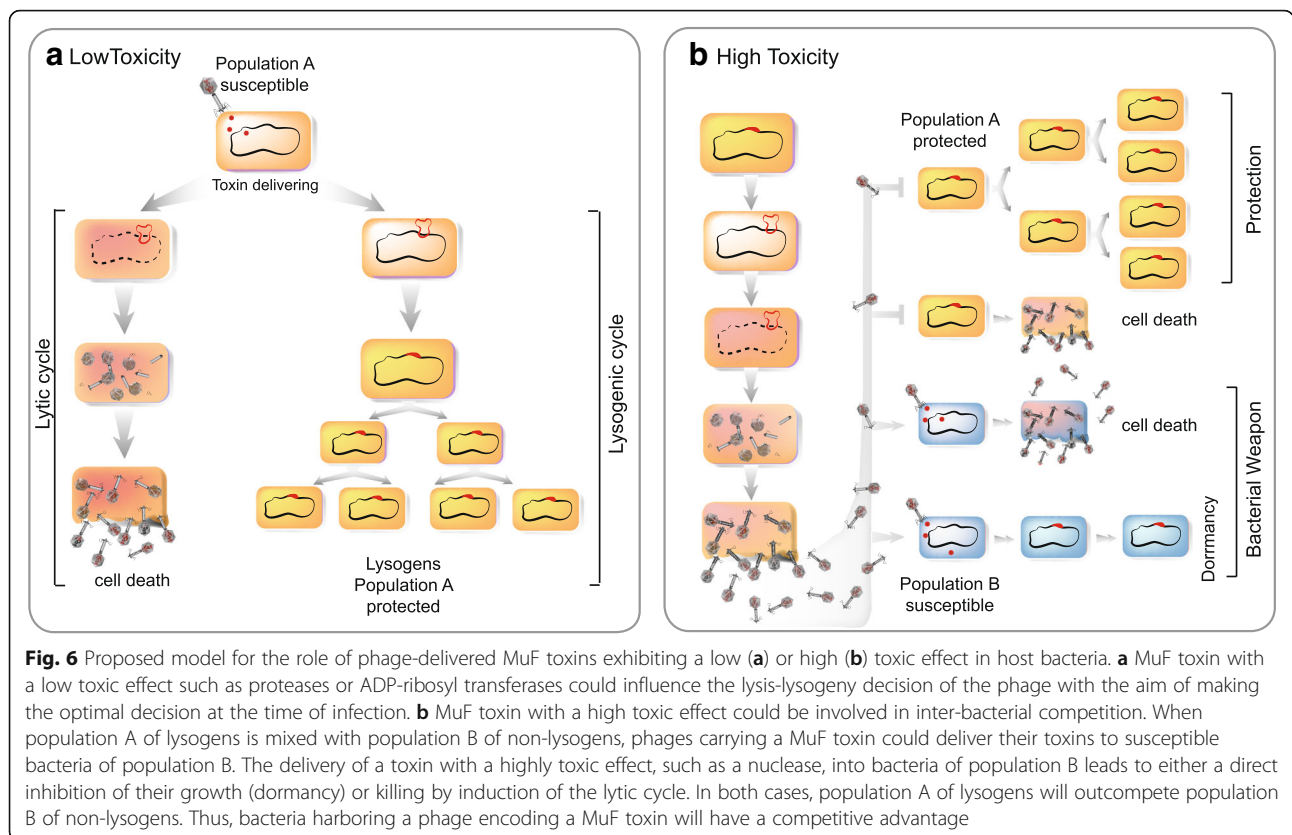 a LowToxicity
Population A
susceptible
Toxin delivering
Lytic cycle
Lysogenic cycle
cell death
Lysogens
Population A
protected
b High Toxicity
Population A
protected
Protection
cell death
cell death
Bacterial Weapon
Dorrmancy
Population B
susceptible
Fig. 6 Proposed model for the role of phage-delivered MuF toxins exhibiting a low (a) or high (b) toxic effect in host bacteria. a MuF toxin with
a low toxic effect such as proteases or ADP-ribosyl transferases could influence the lysis-lysogeny decision of the phage with the aim of making
the optimal decision at the time of infection. b MuF toxin with a high toxic effect could be involved in inter-bacterial competition. When
population A of lysogens is mixed with population B of non-lysogens, phages carrying a MuF toxin could deliver their toxins to susceptible
bacteria of population B. The delivery of a toxin with a highly toxic effect, such as a nuclease, into bacteria of population B leads to either a direct
inhibition of their growth (dormancy) or killing by induction of the lytic cycle. In both cases, population A of lysogens will outcompete population
B of non-lysogens. Thus, bacteria harboring a phage encoding a MuF toxin will have a competitive advantage